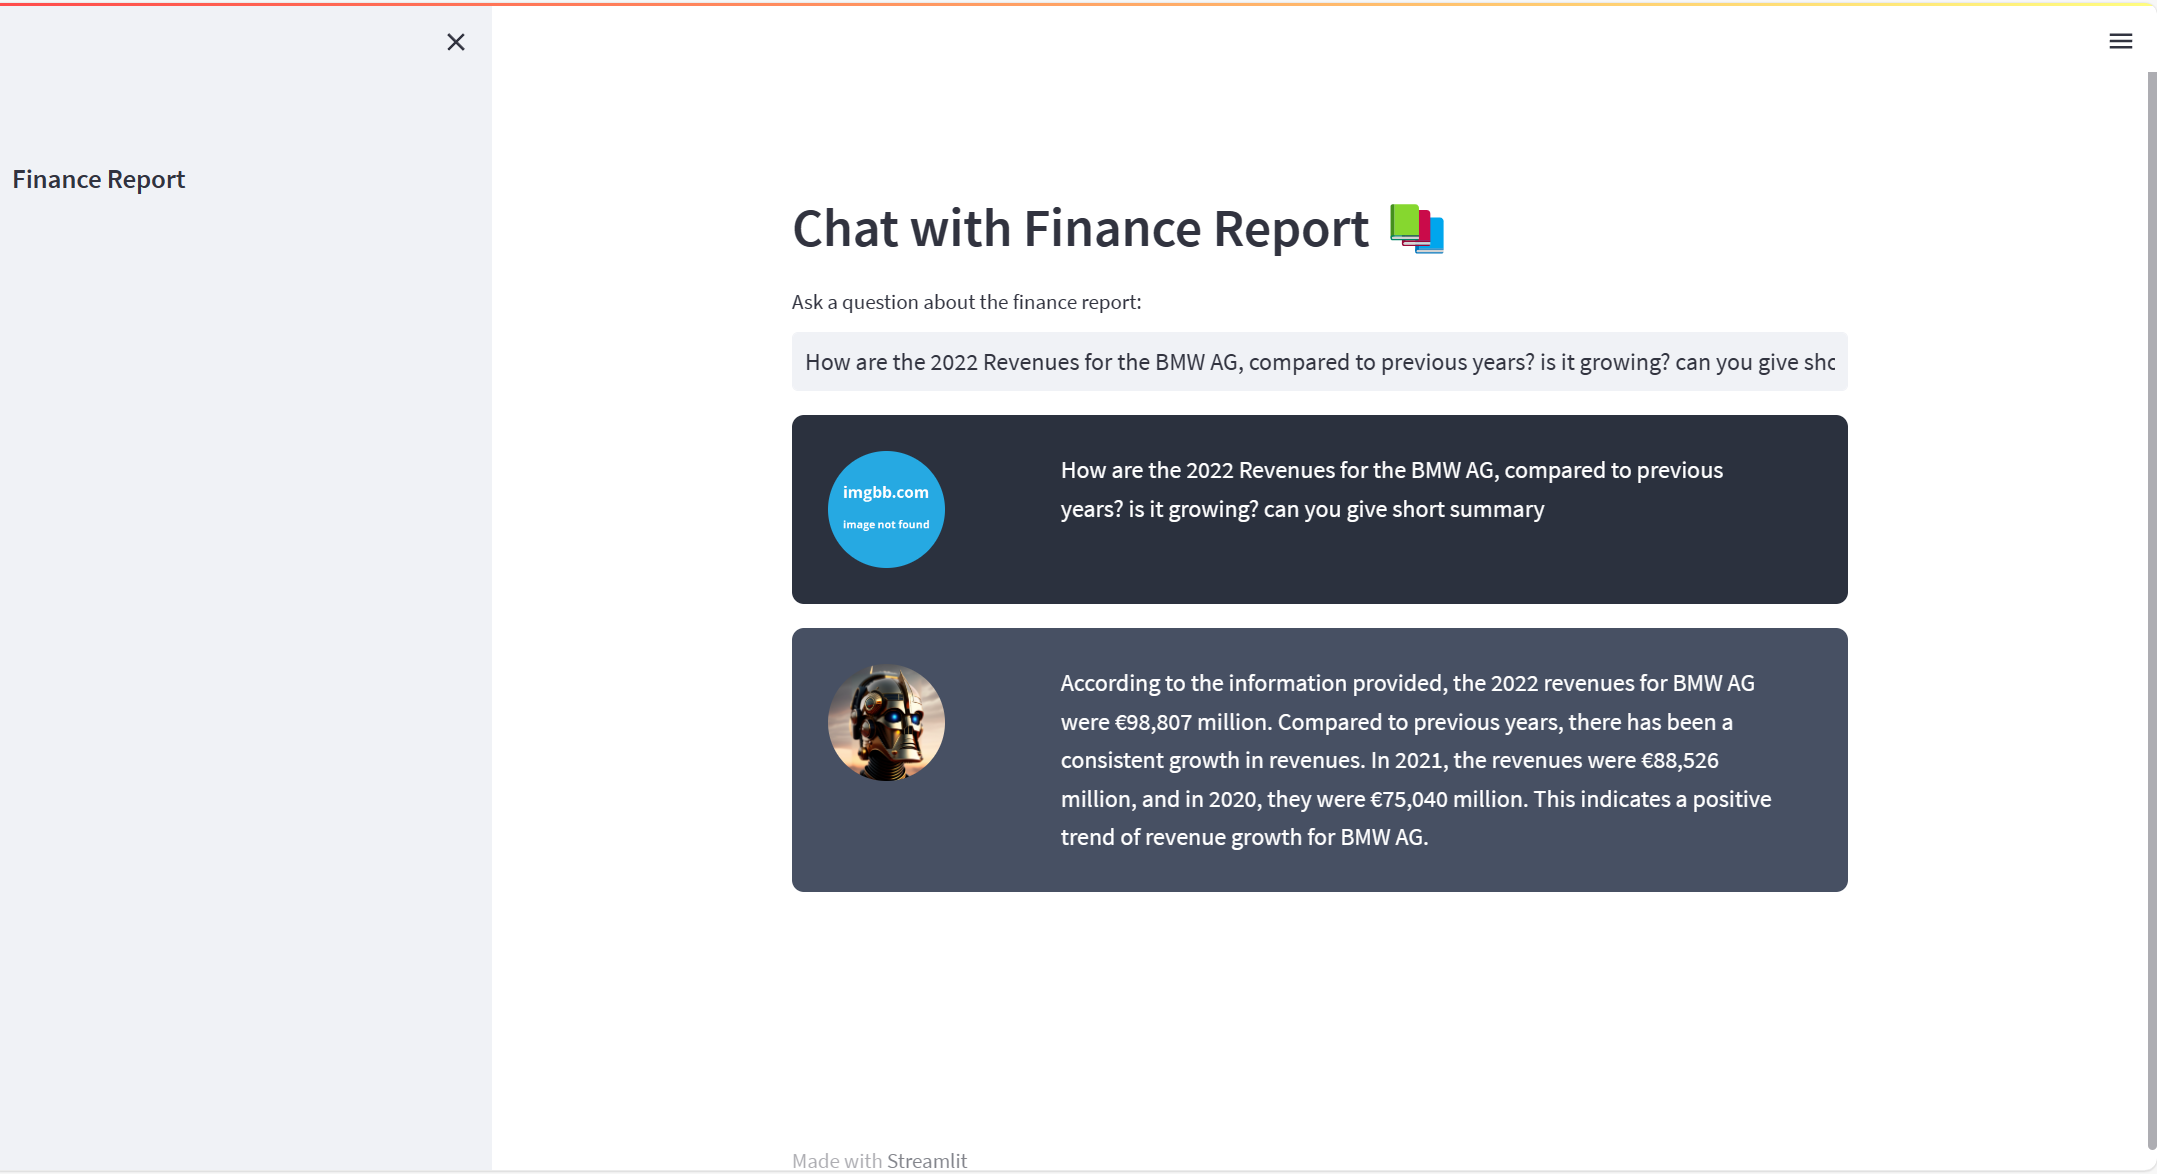 Finance Report
Chat with Finance Report
Ask a question about the finance report:
How are the 2022 Revenues for the BMW AG, compared to previous years? is it growing? can you give sho
imgbb.com
image not found
How are the 2022 Revenues for the BMW AG, compared to previous
years? is it growing? can you give short summary
According to the information provided, the 2022 revenues for BMW AG
were €98,807 million. Compared to previous years, there has been a
consistent growth in revenues. In 2021, the revenues were €88,526
million, and in 2020, they were €75,040 million. This indicates a positive
trend of revenue growth for BMW AG.
Made with Streamlit